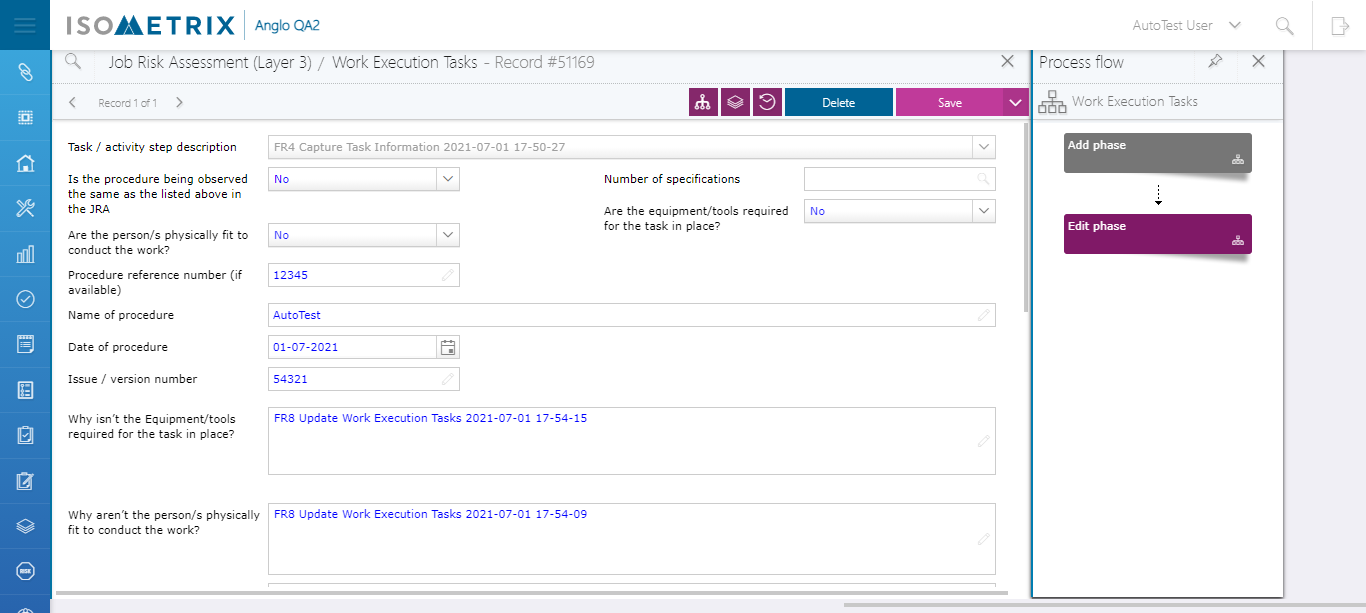 ISOMETRIX Anglo QA2 AutoTest User
Job Risk Assessment (Layer 3) / Work Execution Tasks - Record #51169
Record 1 of 1 Delete Save
Task / activity step description FR4 Capture Task Information 2021-07-01 17-50-27
Is the procedure being observed
the same as the listed above in
the JRA
No
Number of specifications
Are the equipment/tools required
for the task in place?
No
Are the person/s physically fit to
conduct the work?
No
Procedure reference number (if
available)
12345
Name of procedure AutoTest
Date of procedure 01-07-2021
Issue / version number 54321
Why isn't the Equipment/tools
required for the task in place?
FR8 Update Work Execution Tasks 2021-07-01 17-54-15
Why aren't the person/s physically
fit to conduct the work?
FR8 Update Work Execution Tasks 2021-07-01 17-54-09
Process flow
Work Execution Tasks
Add phase
Edit phase
RISK